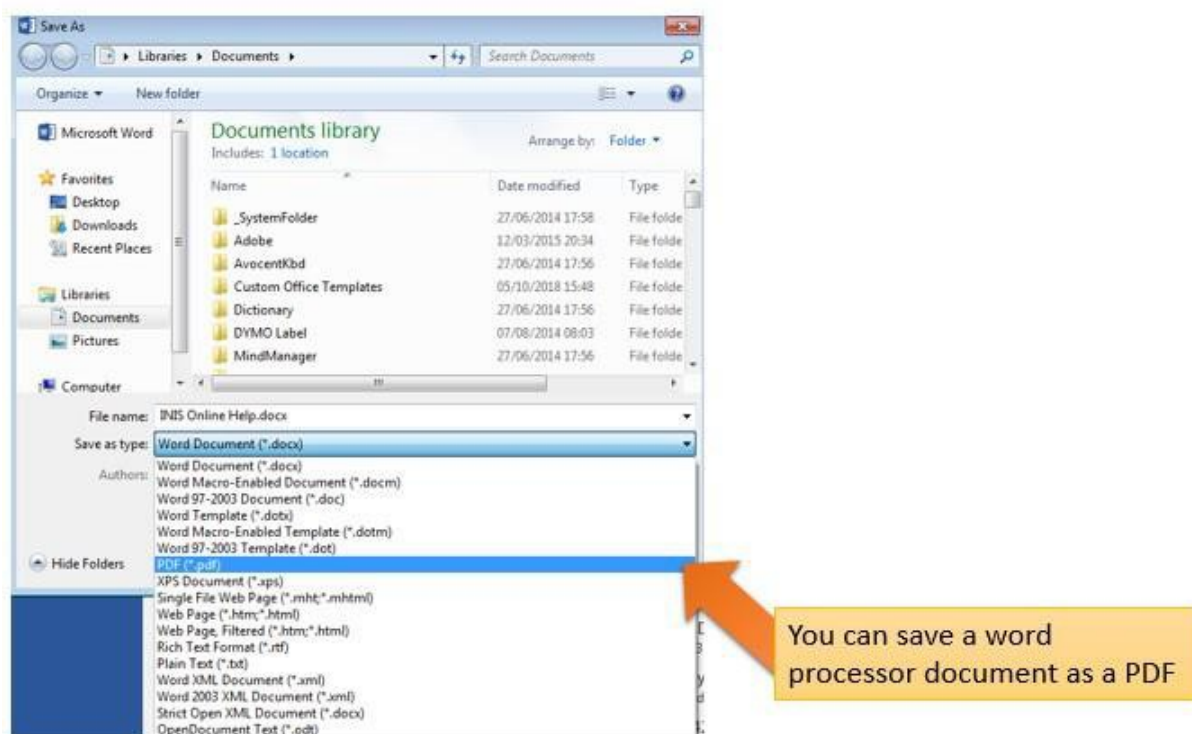 Save As
Libraries Documents
Search Documents
Organize New folder
Microsoft Word
Favorites
Desktop
Downloads
Recent Places
Libraries
Documents
Pictures
Computer
Documents library
Includes: 1 location
Arrange by: Folder
Name Date modified Type
_SystemFolder 27/06/2014 17:58 File folde
Adobe 12/03/2015 20:34 File folde
AvocentKbd 27/06/2014 17:56 File folde
Custom Office Templates 05/10/2018 15:48 File folde
Dictionary 27/06/2014 17:56 File folde
DYMO Label 07/08/2014 08:03 File folde
MindManager 27/06/2014 17:56 File folde
File name: INIS Online Help.docx
Save as type: Word Document (*.docx)
Authors:
Word Document (*.docx)
Word Macro-Enabled Document (*.docm)
Word 97-2003 Document (*.doc)
Word Template (*.dotx)
Word Macro-Enabled Template (*.dotm)
Word 97-2003 Template (*.dot)
Hide Folders
PDF (*.pdf)
XPS Document (*.xps)
Single File Web Page (*.mht;*.mhtml)
Web Page (*.htm;*.html)
Web Page, Filtered (*.htm;*.html)
Rich Text Format (*.rtf)
Plain Text (*.txt)
Word XML Document (*.xml)
Word 2003 XML Document (*.xml)
Strict Open XML Document (*.docx)
OpenDocument Text (*.odt)
You can save a word
processor document as a PDF